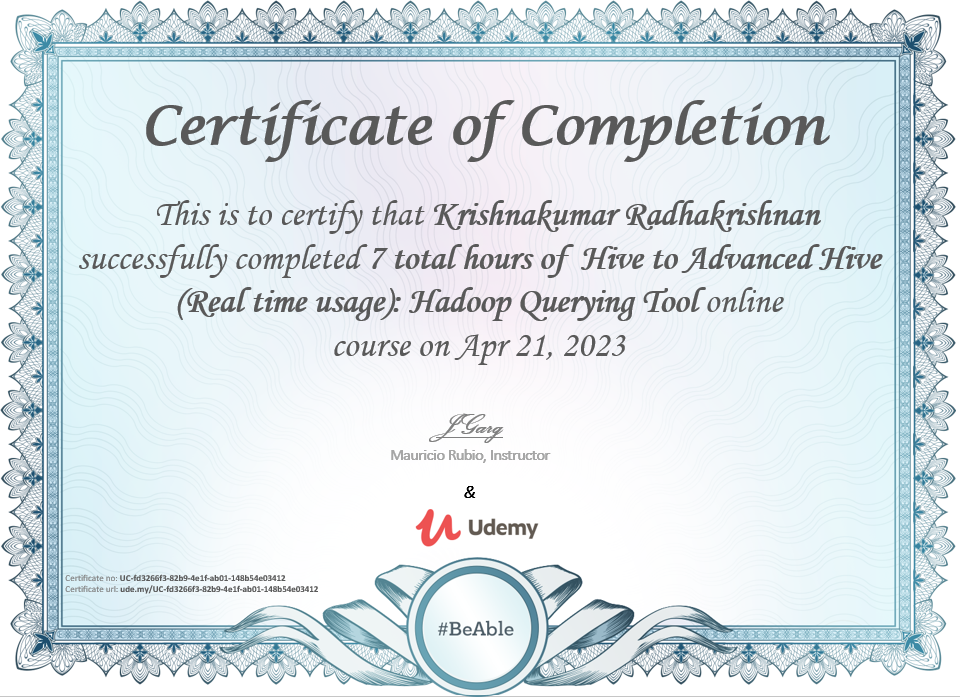 Certificate of Completion
This is to certify that Krishnakumar Radhakrishnan
successfully completed 7 total hours of Hive to Advanced Hive
(Real time usage): Hadoop Querying Tool online
course on Apr 21, 2023
J Garg
Mauricio Rubio, Instructor
&
Udemy
Certificate no: UC-fd3266f3-82b9-4e1f-ab01-148b54e03412
Certificate url: ude.my/UC-fd3266f3-82b9-4e1f-ab01-148b54e03412
#BeAble